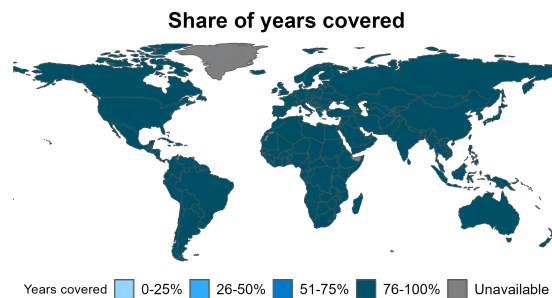 Share of years covered
Years covered 0-25% 26-50% 51-75% 76-100% Unavailable